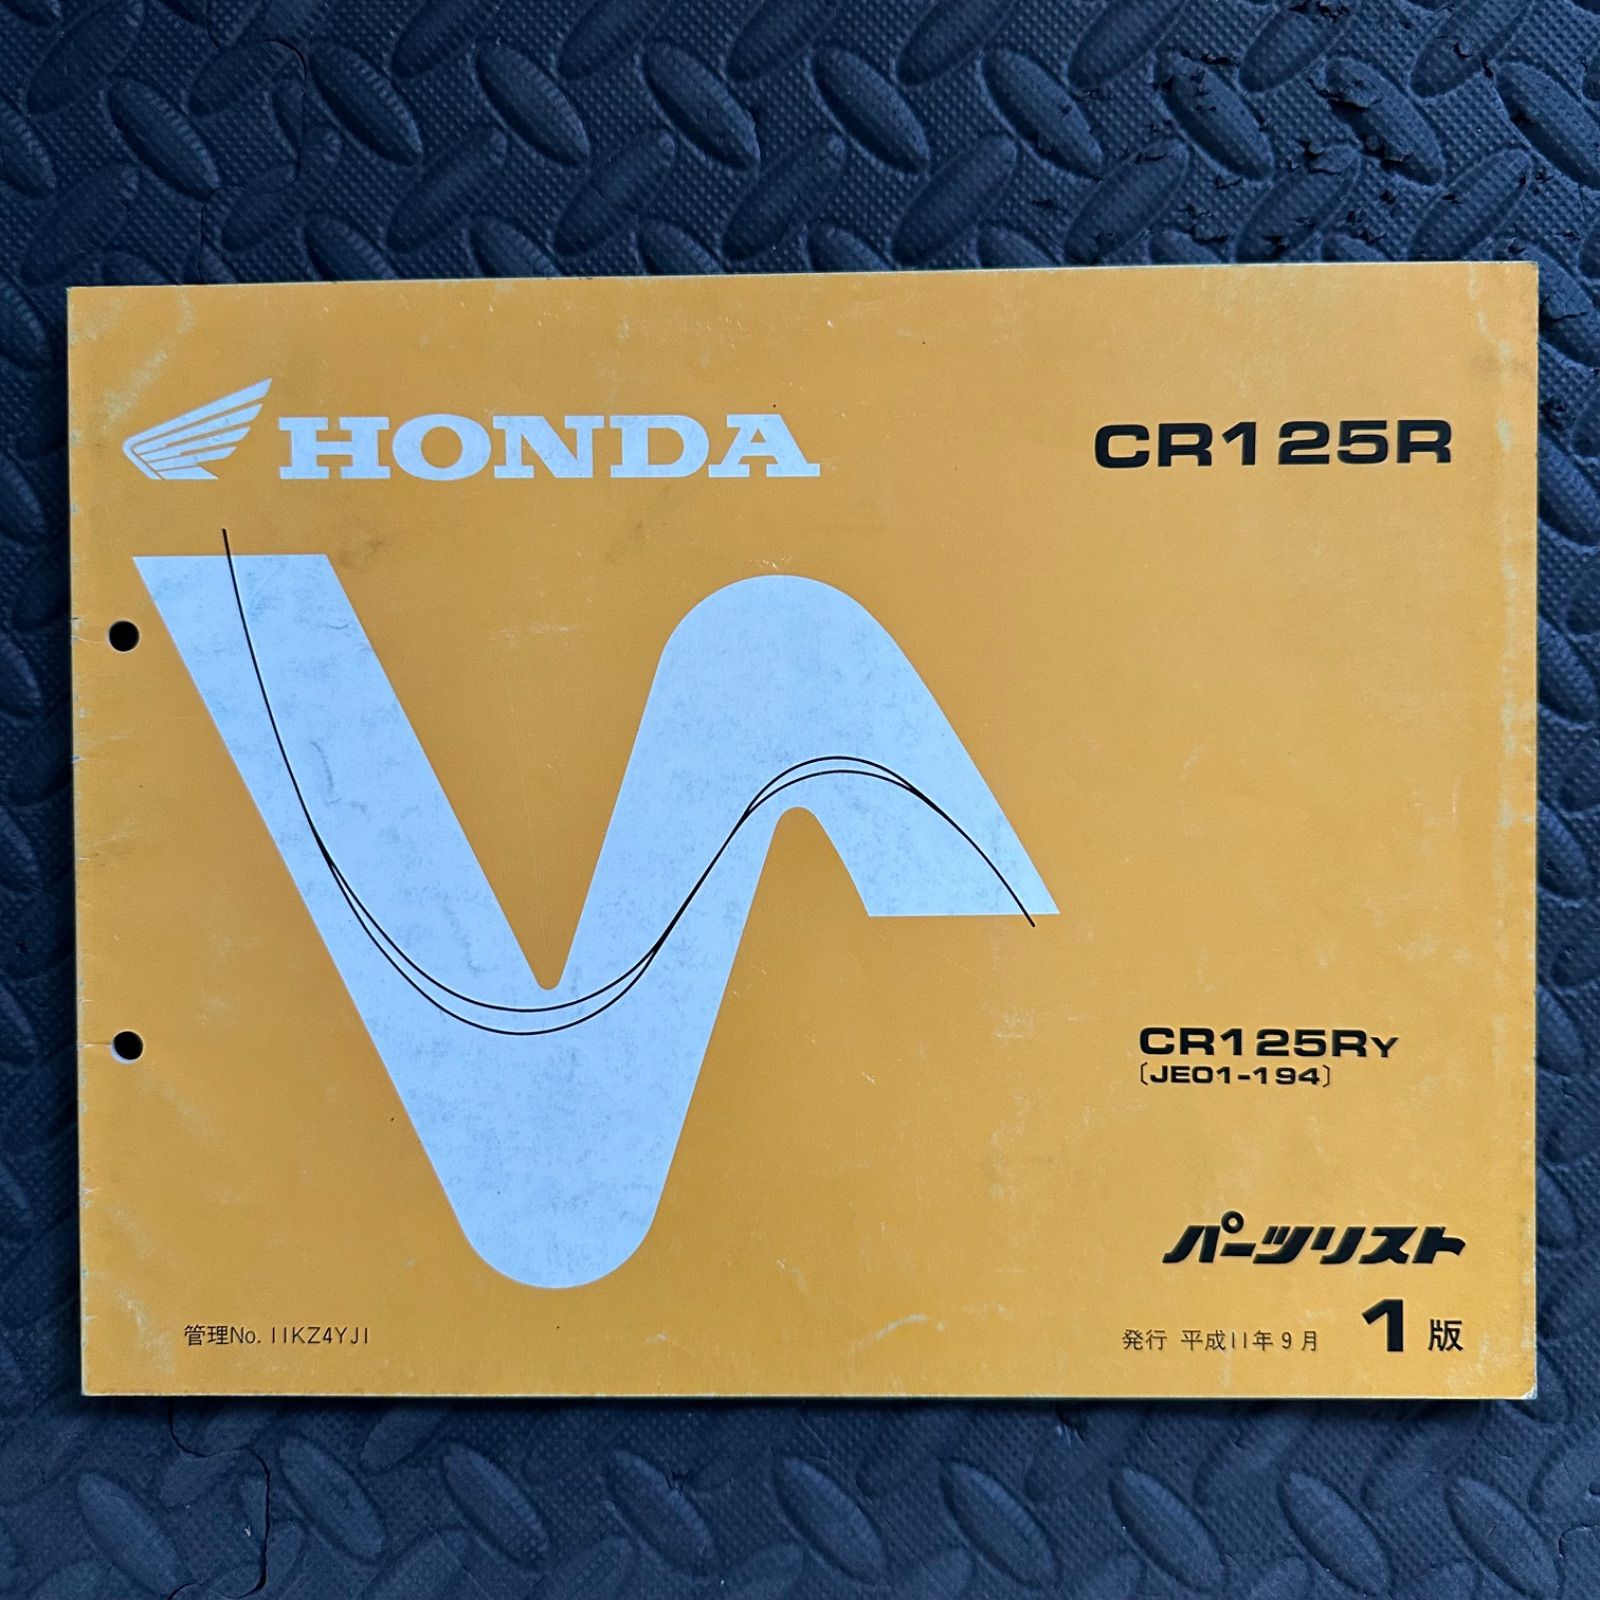 HONDA
CR125R
CR125RY
〔JE01-194〕
パーツリスト
管理No. 11KZ4YJ1
発行 平成11年9月 1版